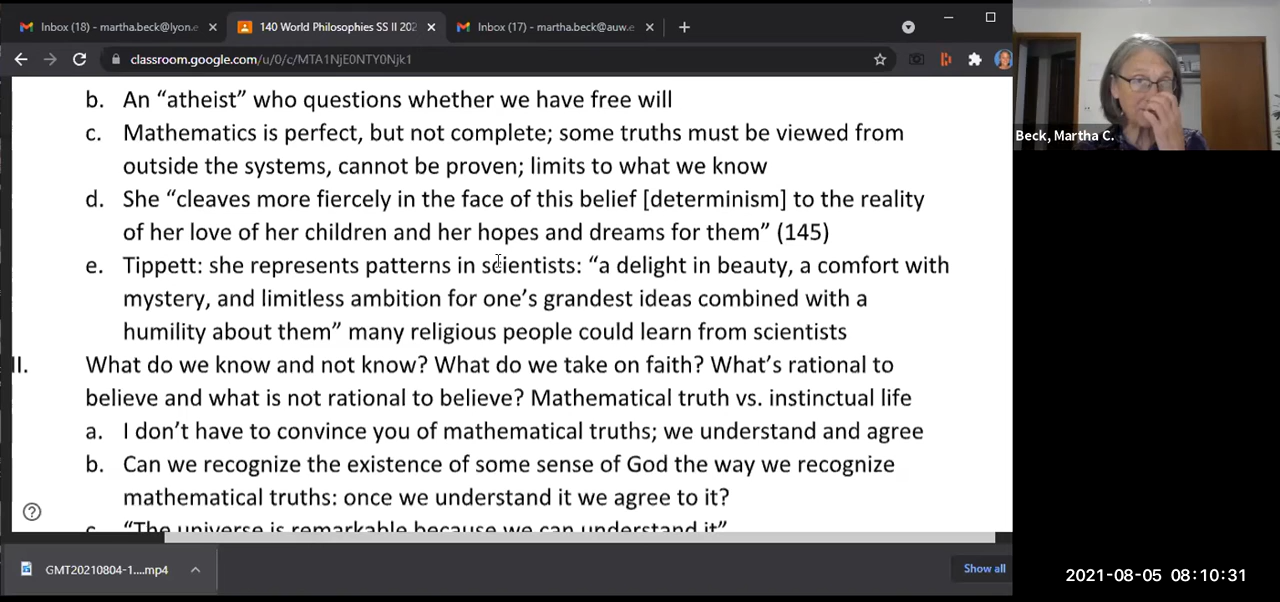 Inbox (18) - martha.beck@lyon.e
140 World Philosophies SS II 202
Inbox (17) - martha.beck@auw.e
classroom.google.com/u/0/c/MTA1NjE0NTY0Njk1
b. An “atheist” who questions whether we have free will
c. Mathematics is perfect, but not complete; some truths must be viewed from
outside the systems, cannot be proven; limits to what we know
d. She “cleaves more fiercely in the face of this belief [determinism] to the reality
of her love of her children and her hopes and dreams for them” (145)
e. Tippett: she represents patterns in scientists: “a delight in beauty, a comfort with
mystery, and limitless ambition for one’s grandest ideas combined with a
humility about them” many religious people could learn from scientists
II. What do we know and not know? What do we take on faith? What’s rational to
believe and what is not rational to believe? Mathematical truth vs. instinctual life
a. I don’t have to convince you of mathematical truths; we understand and agree
b. Can we recognize the existence of some sense of God the way we recognize
mathematical truths: once we understand it we agree to it?
c. “The universe is remarkable because we can understand it”
GMT20210804-1....mp4
Show all
Beck, Martha C.
2021-08-05 08:10:31